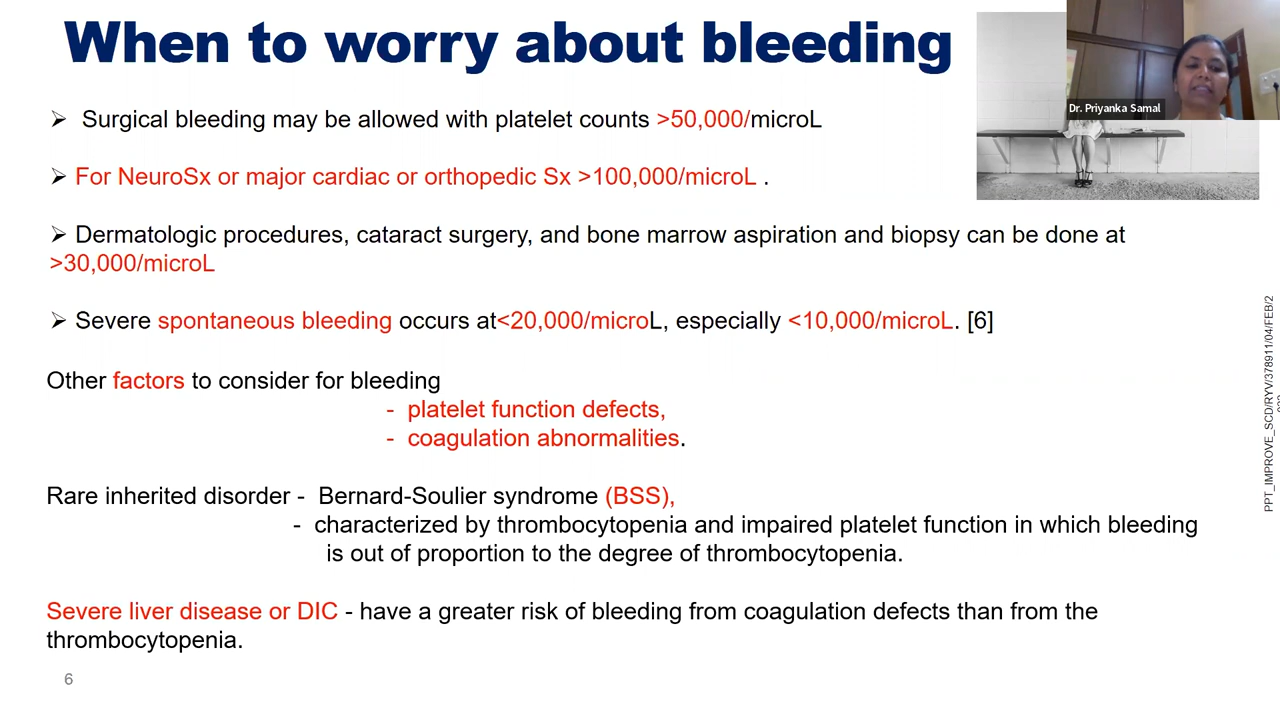 When to worry about bleeding
Dr. Priyanka Samal
➢ Surgical bleeding may be allowed with platelet counts >50,000/microL
➢ For NeuroSx or major cardiac or orthopedic Sx >100,000/microL .
➢ Dermatologic procedures, cataract surgery, and bone marrow aspiration and biopsy can be done at
>30,000/microL
➢ Severe spontaneous bleeding occurs at<20,000/microL, especially <10,000/microL. [6]
Other factors to consider for bleeding
- platelet function defects,
- coagulation abnormalities.
Rare inherited disorder - Bernard-Soulier syndrome (BSS),
- characterized by thrombocytopenia and impaired platelet function in which bleeding
is out of proportion to the degree of thrombocytopenia.
Severe liver disease or DIC - have a greater risk of bleeding from coagulation defects than from the
thrombocytopenia.
6
PPT_IMPROVE_SCD/RYV/378911/04/FEB/2